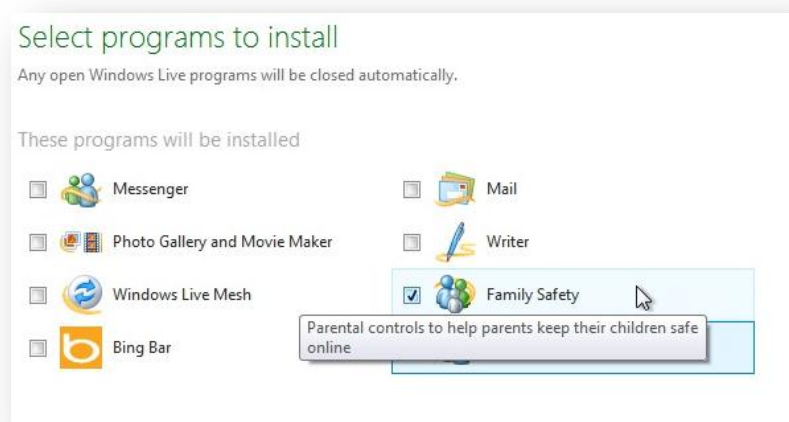 Select programs to install
Any open Windows Live programs will be closed automatically.
These programs will be installed
Messenger
Mail
Photo Gallery and Movie Maker
Writer
Windows Live Mesh
Family Safety
Parental controls to help parents keep their children safe
online
Bing Bar